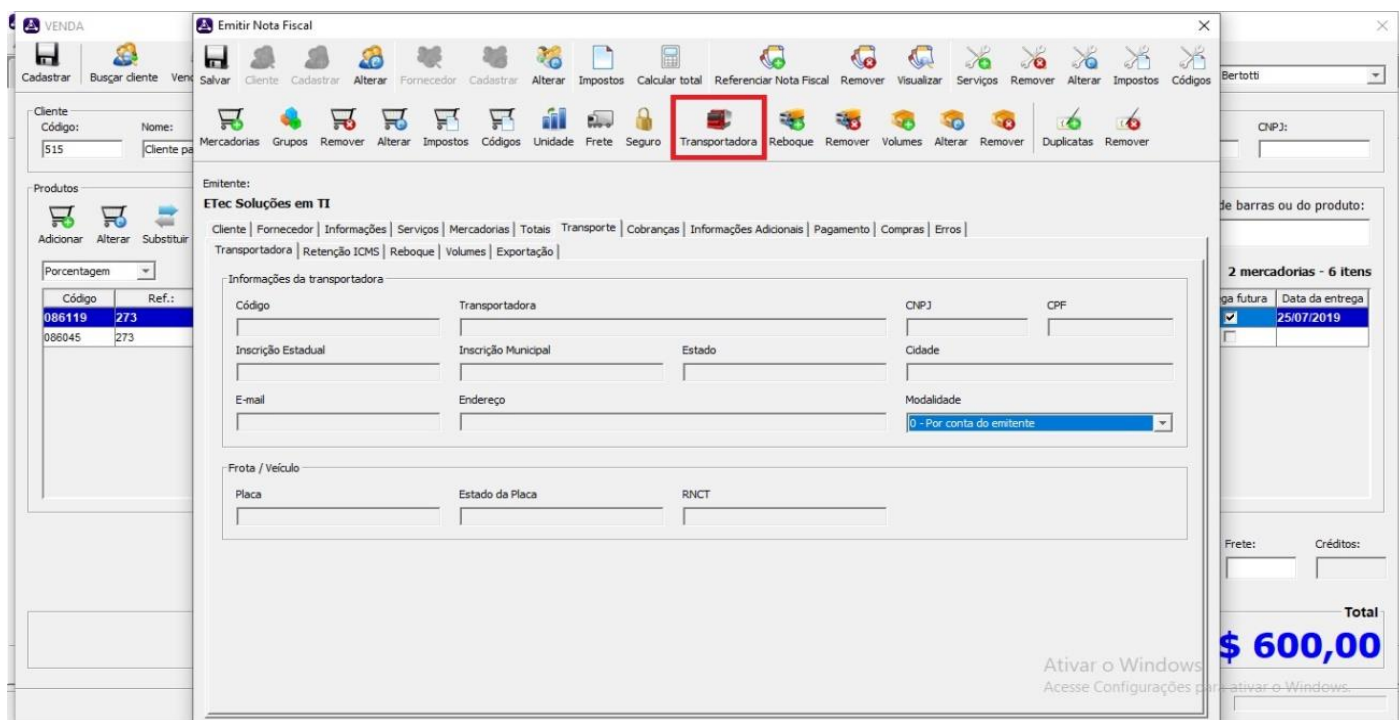 VENDA
Cadastrar Busçar cliente
Cliente
Código: Nome:
515 Cliente
Produtos
Adicionar Alterar Substituir
Porcentagem
Código Ref.:
086119 273
086045 273
Emitir Nota Fiscal
Salvar Cliente Cadastrar Alterar Fornecedor Cadastrar Alterar Impostos Calcular total Referenciar Nota Fiscal Remover Visualizar Serviços Remover Alterar Impostos Códigos
Mercadorias Grupos Remover Alterar Impostos Códigos Unidade Frete Seguro Transportadora Reboque Remover Volumes Alterar Remover Duplicatas Remover
Emitente:
ETec Soluções em TI
Cliente Fornecedor Informações Serviços Mercadorias Totais Transporte Cobranças Informações Adicionais Pagamento Compras Erros
Transportadora Retenção ICMS Reboque Volumes Exportação
Informações da transportadora
Código Transportadora CNPJ CPF
Inscrição Estadual Inscrição Municipal Estado Cidade
E-mail Endereço Modalidade
0 - Por conta do emitente
Frota / Veículo
Placa Estado da Placa RNCT
Bertotti
CNPJ:
de barras ou do produto:
2 mercadorias - 6 itens
futura Data da entrega
25/07/2019
Frete: Créditos:
Total
$ 600,00
Ativar o Windows
Acesse Configurações para ativar o Windows.